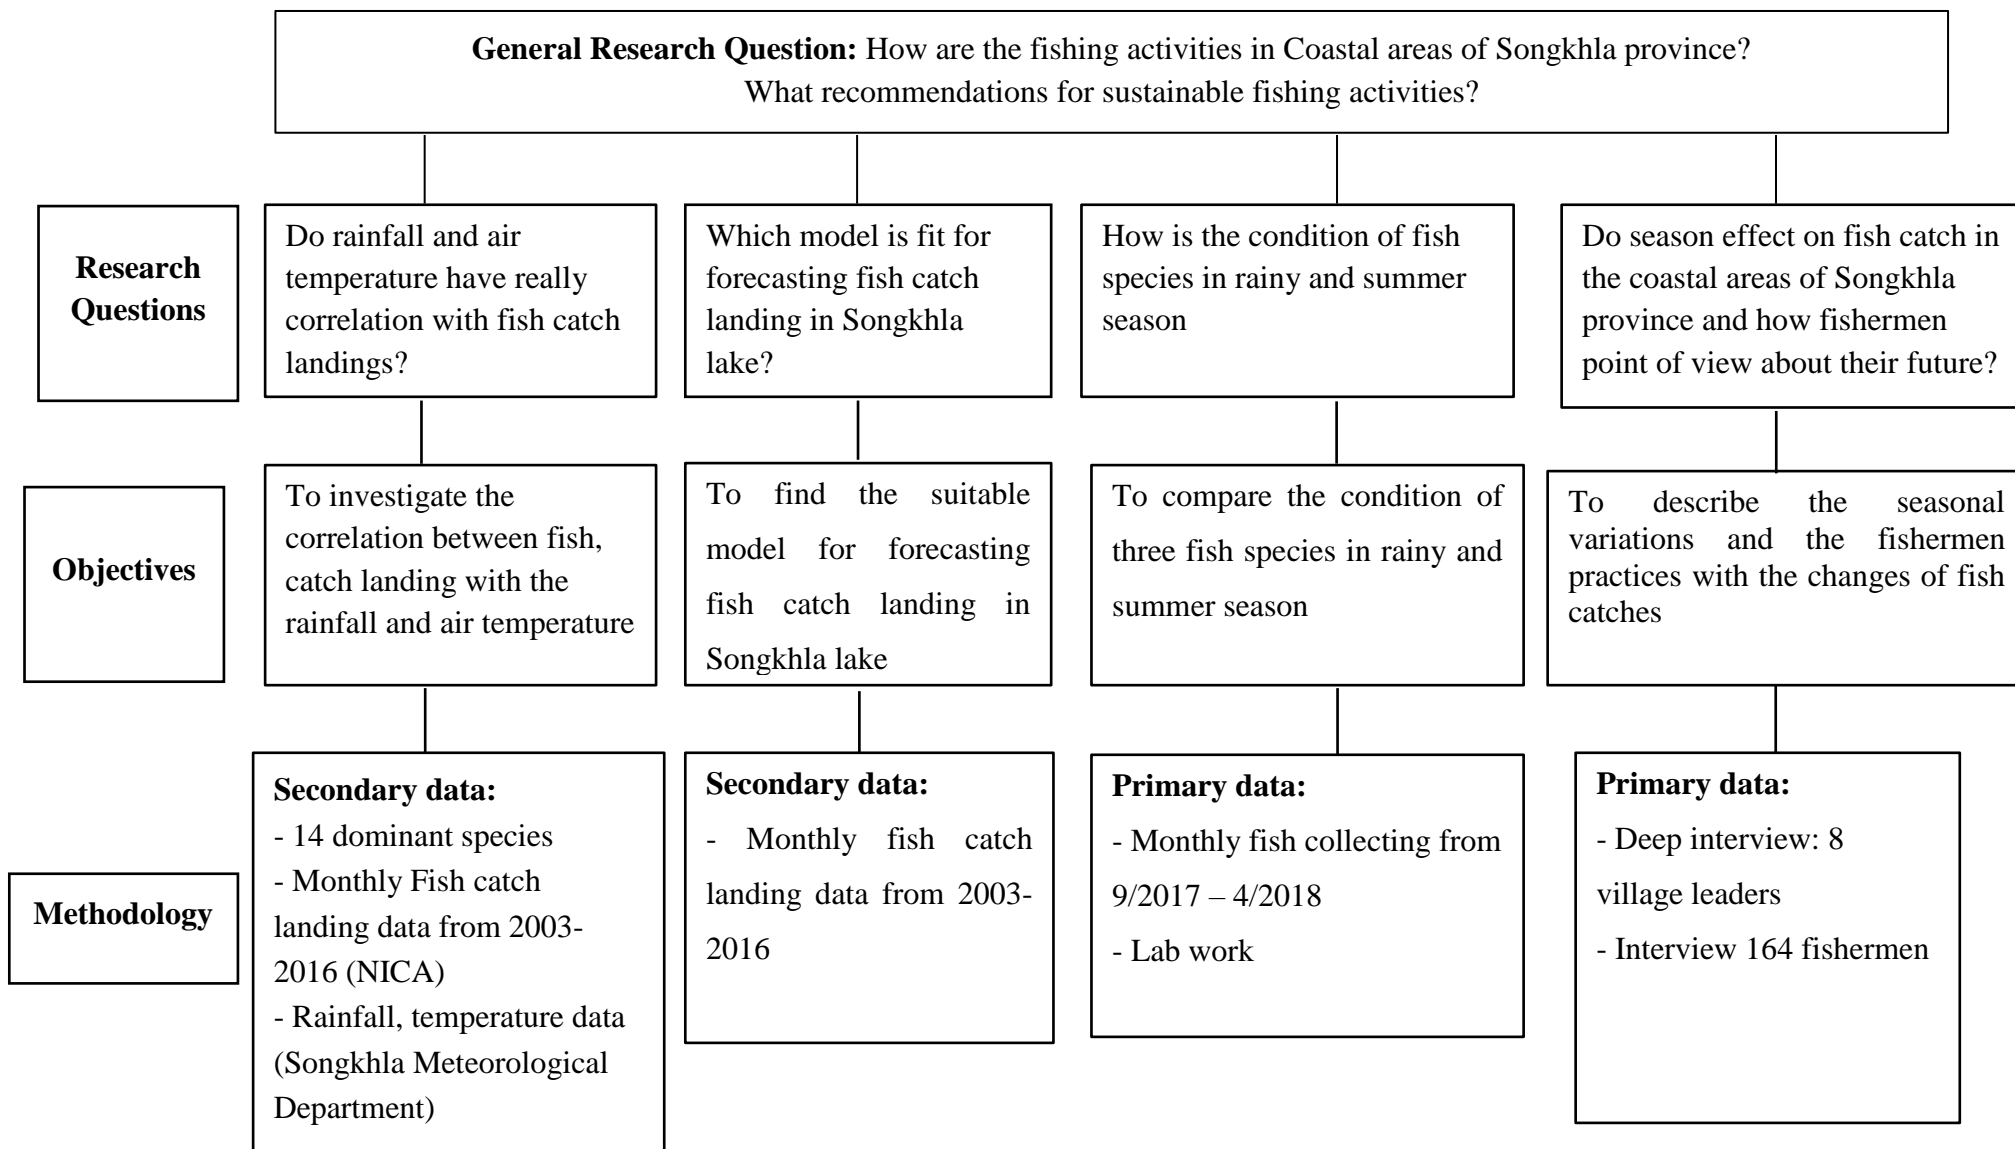 General Research Question: How are the fishing activities in Coastal areas of Songkhla province?
What recommendations for sustainable fishing activities?
Research
Questions
Do rainfall and air
temperature have really
correlation with fish catch
landings?
Which model is fit for
forecasting fish catch
landing in Songkhla
lake?
How is the condition of fish
species in rainy and summer
season
Do season effect on fish catch in
the coastal areas of Songkhla
province and how fishermen
point of view about their future?
Objectives
To investigate the
correlation between fish,
catch landing with the
rainfall and air temperature
To find the suitable
model for forecasting
fish catch landing in
Songkhla lake
To compare the condition of
three fish species in rainy and
summer season
To describe the seasonal
variations and the fishermen
practices with the changes of fish
catches
Methodology
Secondary data:
- 14 dominant species
- Monthly Fish catch
landing data from 2003-
2016 (NICA)
- Rainfall, temperature data
(Songkhla Meteorological
Department)
Secondary data:
- Monthly fish catch
landing data from 2003-
2016
Primary data:
- Monthly fish collecting from
9/2017 – 4/2018
- Lab work
Primary data:
- Deep interview: 8
village leaders
- Interview 164 fishermen